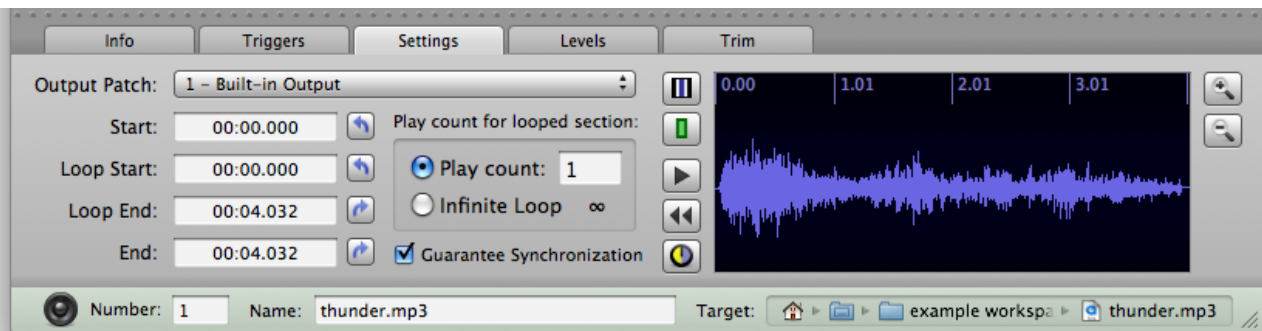 Info Triggers Settings Levels Trim
Output Patch: 1 – Built-in Output
0.00 1.01 2.01 3.01
Start: 00:00.000 Play count for looped section:
Loop Start: 00:00.000 Play count: 1
Loop End: 00:04.032 Infinite Loop ∞
End: 00:04.032 Guarantee Synchronization
Number: 1 Name: thunder.mp3 Target: example workspa thunder.mp3